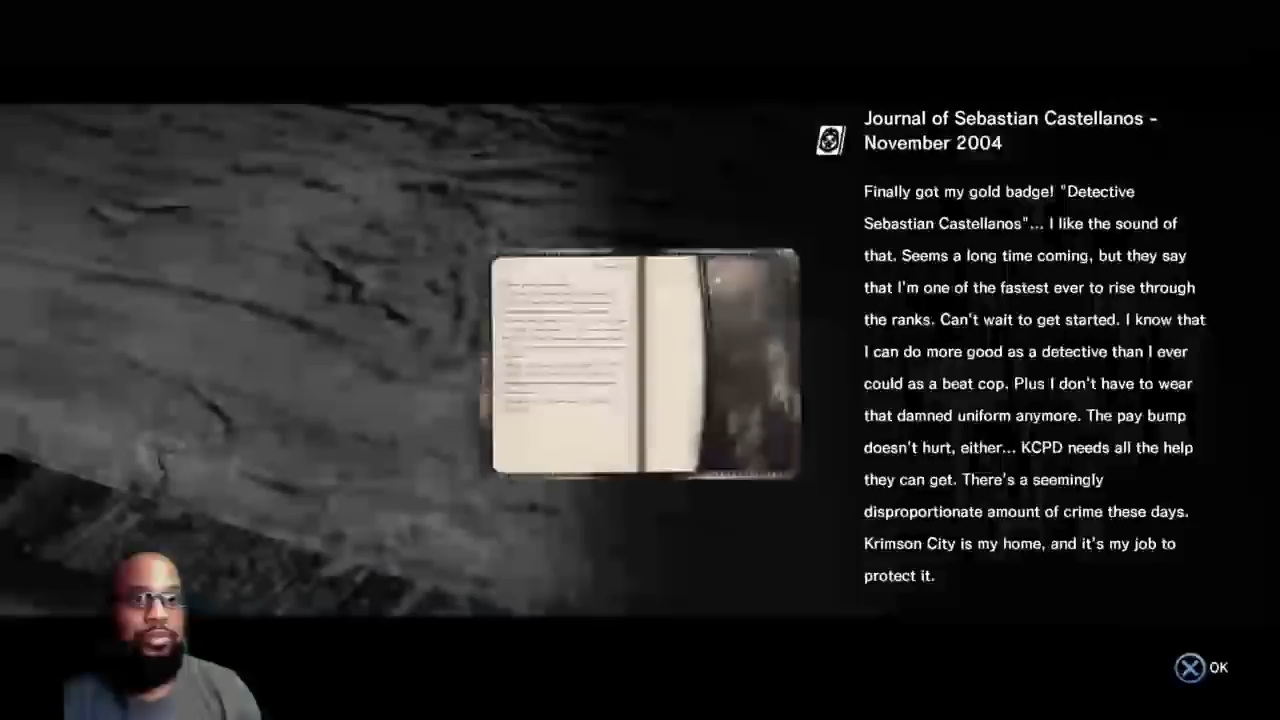 Journal of Sebastian Castellanos -
November 2004
Finally got my gold badge! "Detective
Sebastian Castellanos"... I like the sound of
that. Seems a long time coming, but they say
that I'm one of the fastest ever to rise through
the ranks. Can't wait to get started. I know that
I can do more good as a detective than I ever
could as a beat cop. Plus I don't have to wear
that damned uniform anymore. The pay bump
doesn't hurt, either... KCPD needs all the help
they can get. There's a seemingly
disproportionate amount of crime these days.
Krimson City is my home, and it's my job to
protect it.
OK